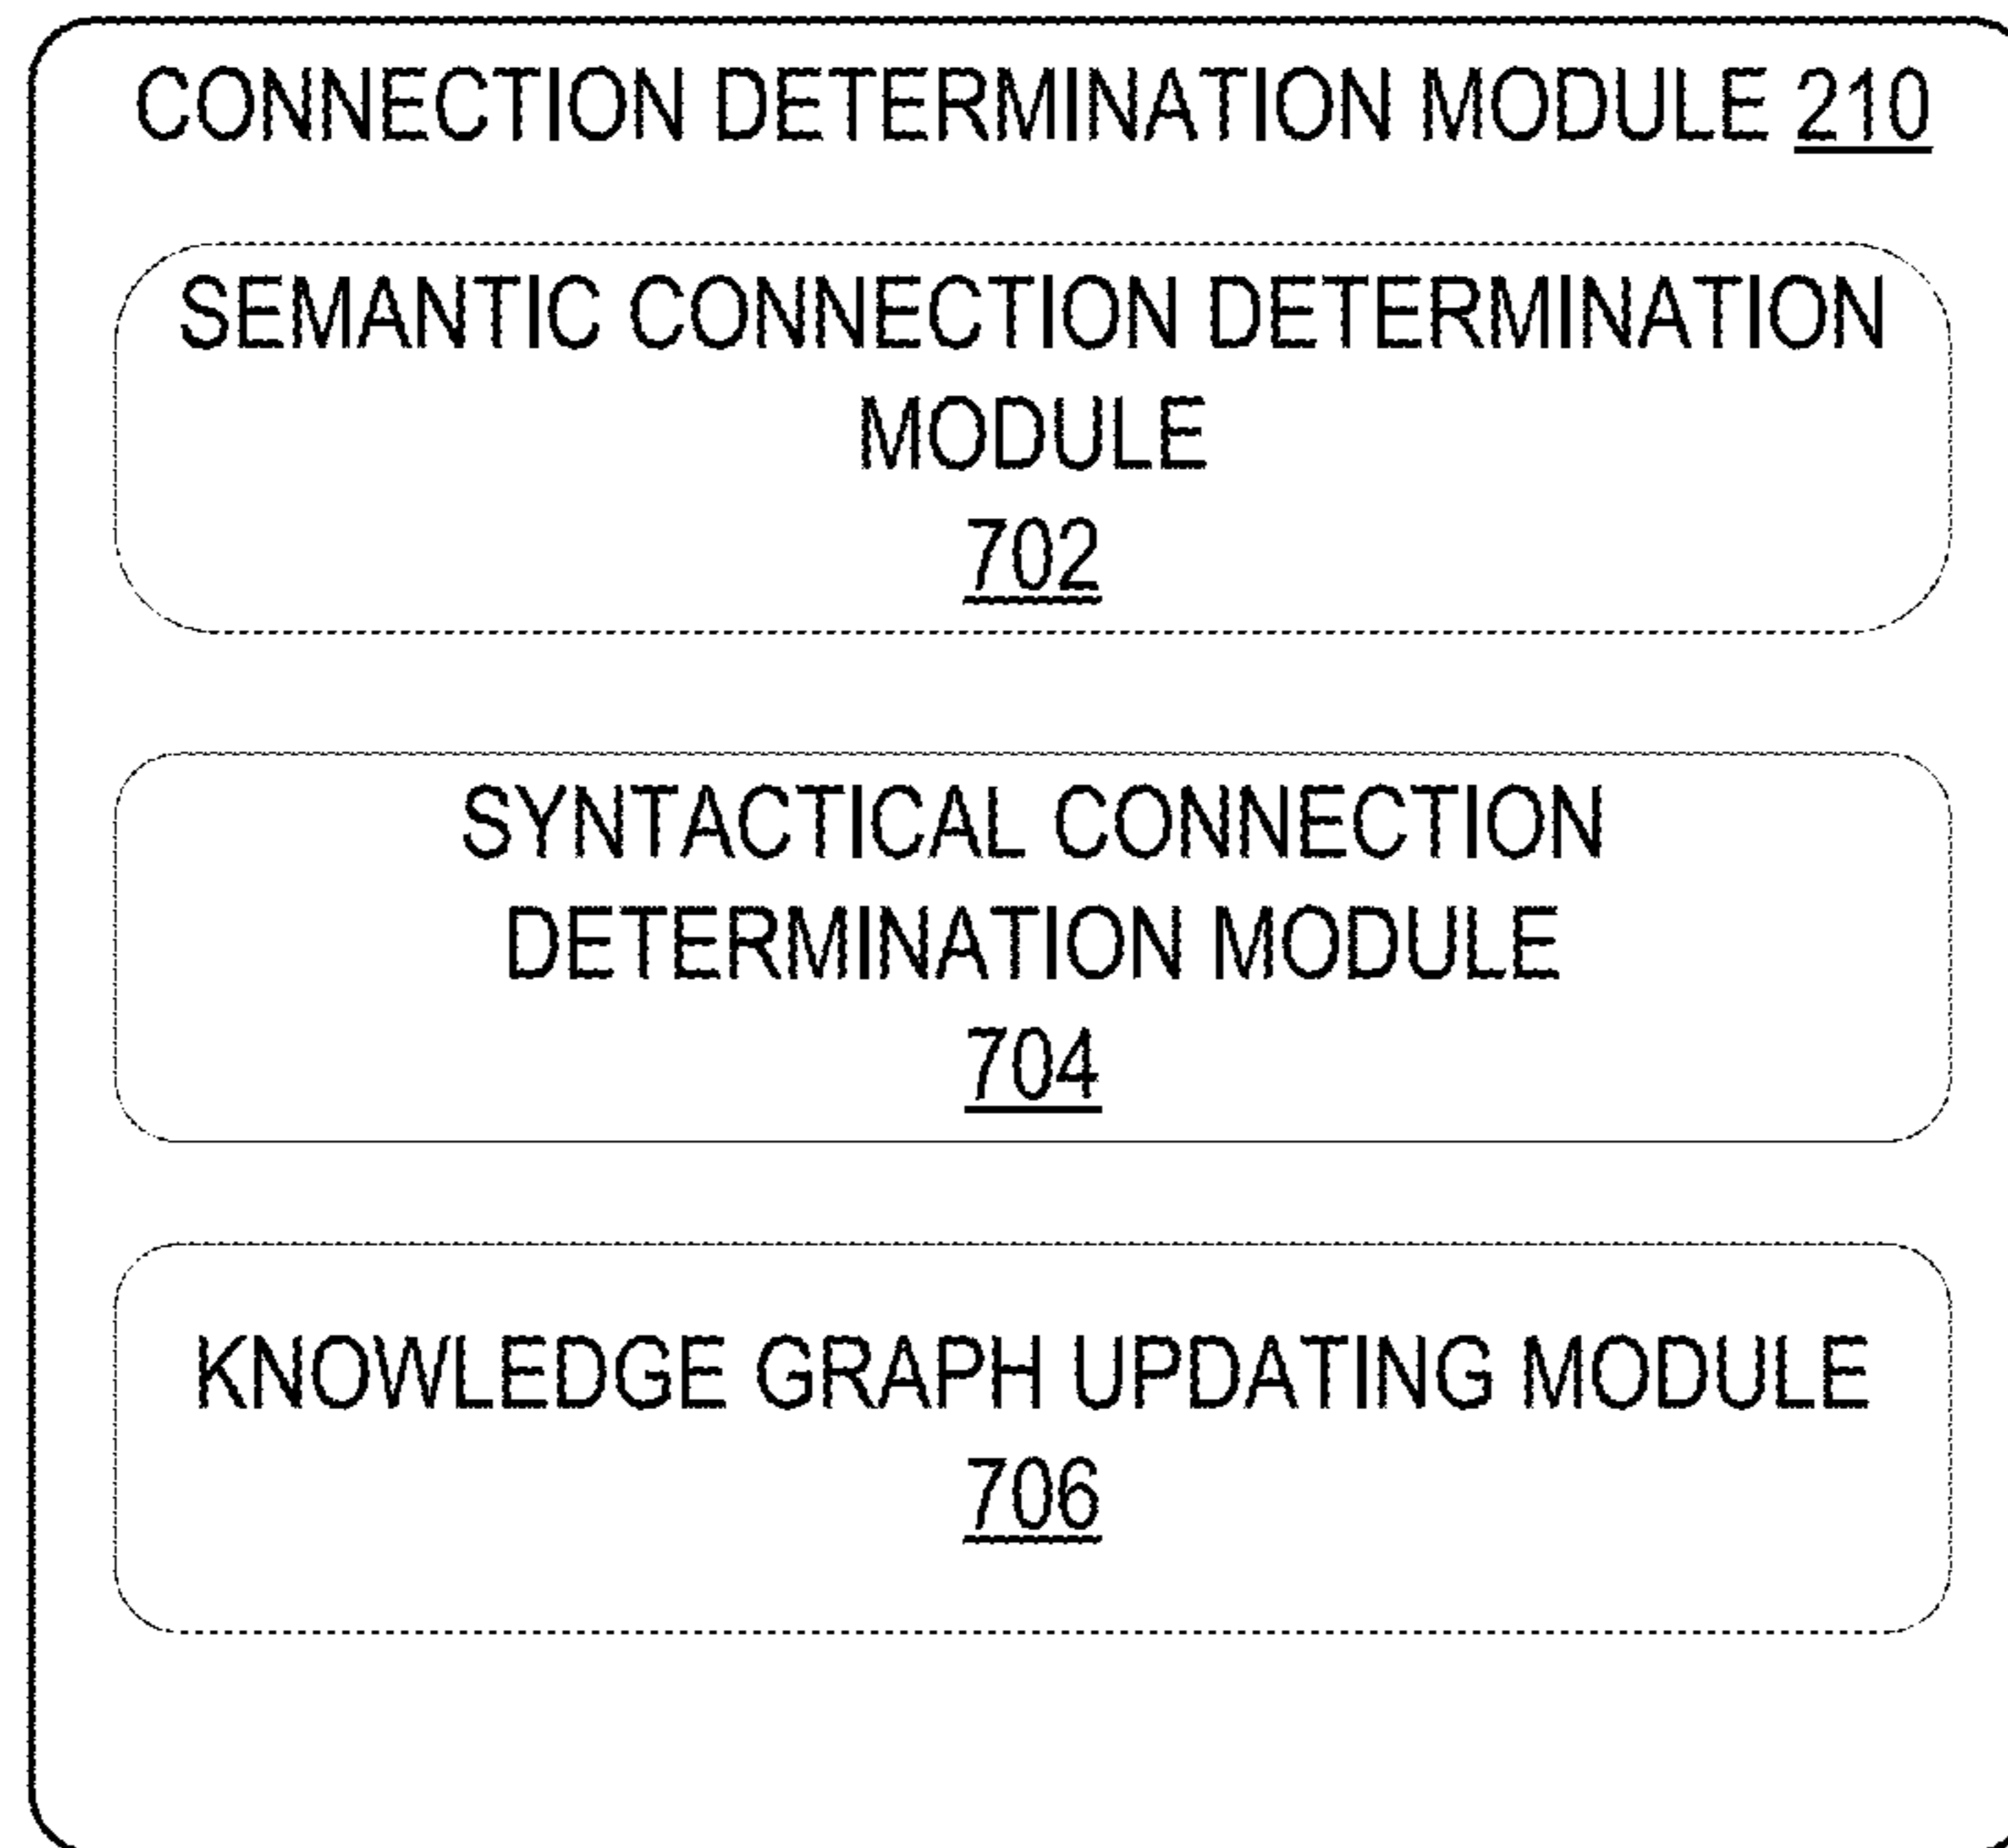 CONNECTION DETERMINATION MODULE 210
SEMANTIC CONNECTION DETERMINATION
MODULE
702
SYNTACTICAL CONNECTION
DETERMINATION MODULE
704
KNOWLEDGE GRAPH UPDATING MODULE
706